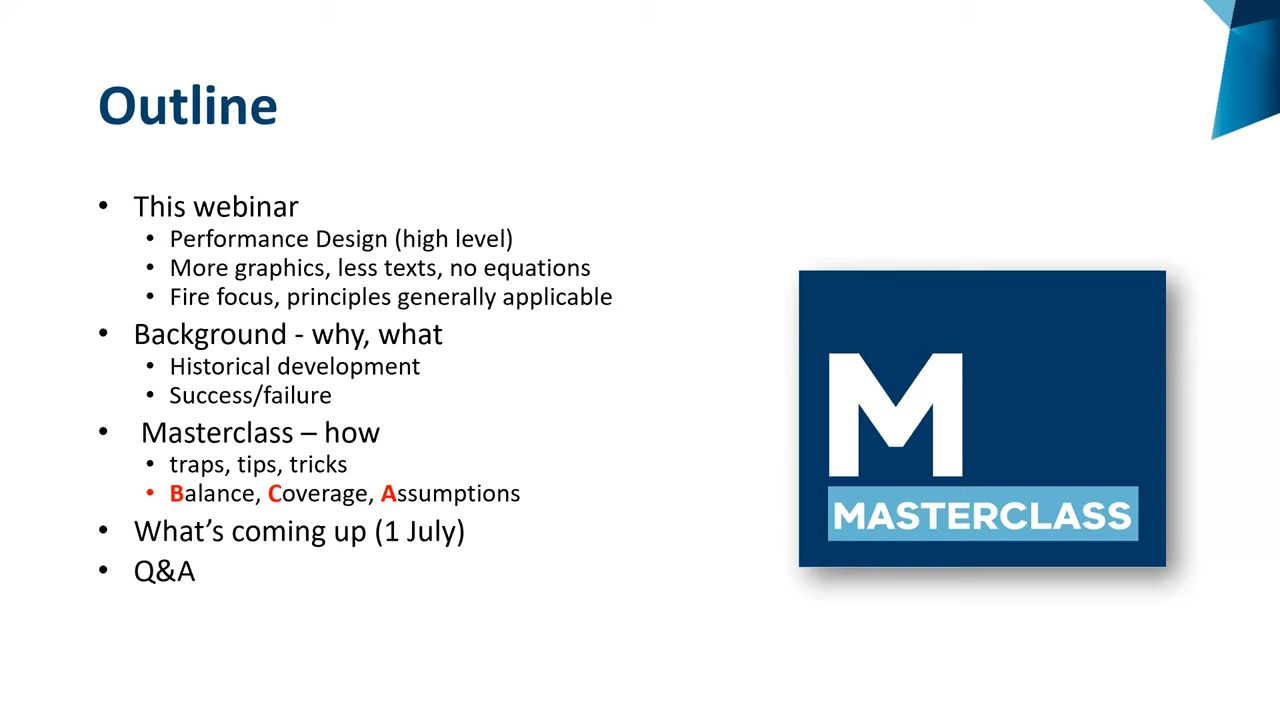 Outline
• This webinar
• Performance Design (high level)
• More graphics, less texts, no equations
• Fire focus, principles generally applicable
• Background - why, what
• Historical development
• Success/failure
• Masterclass – how
• traps, tips, tricks
• Balance, Coverage, Assumptions
• What’s coming up (1 July)
• Q&A
M
MASTERCLASS